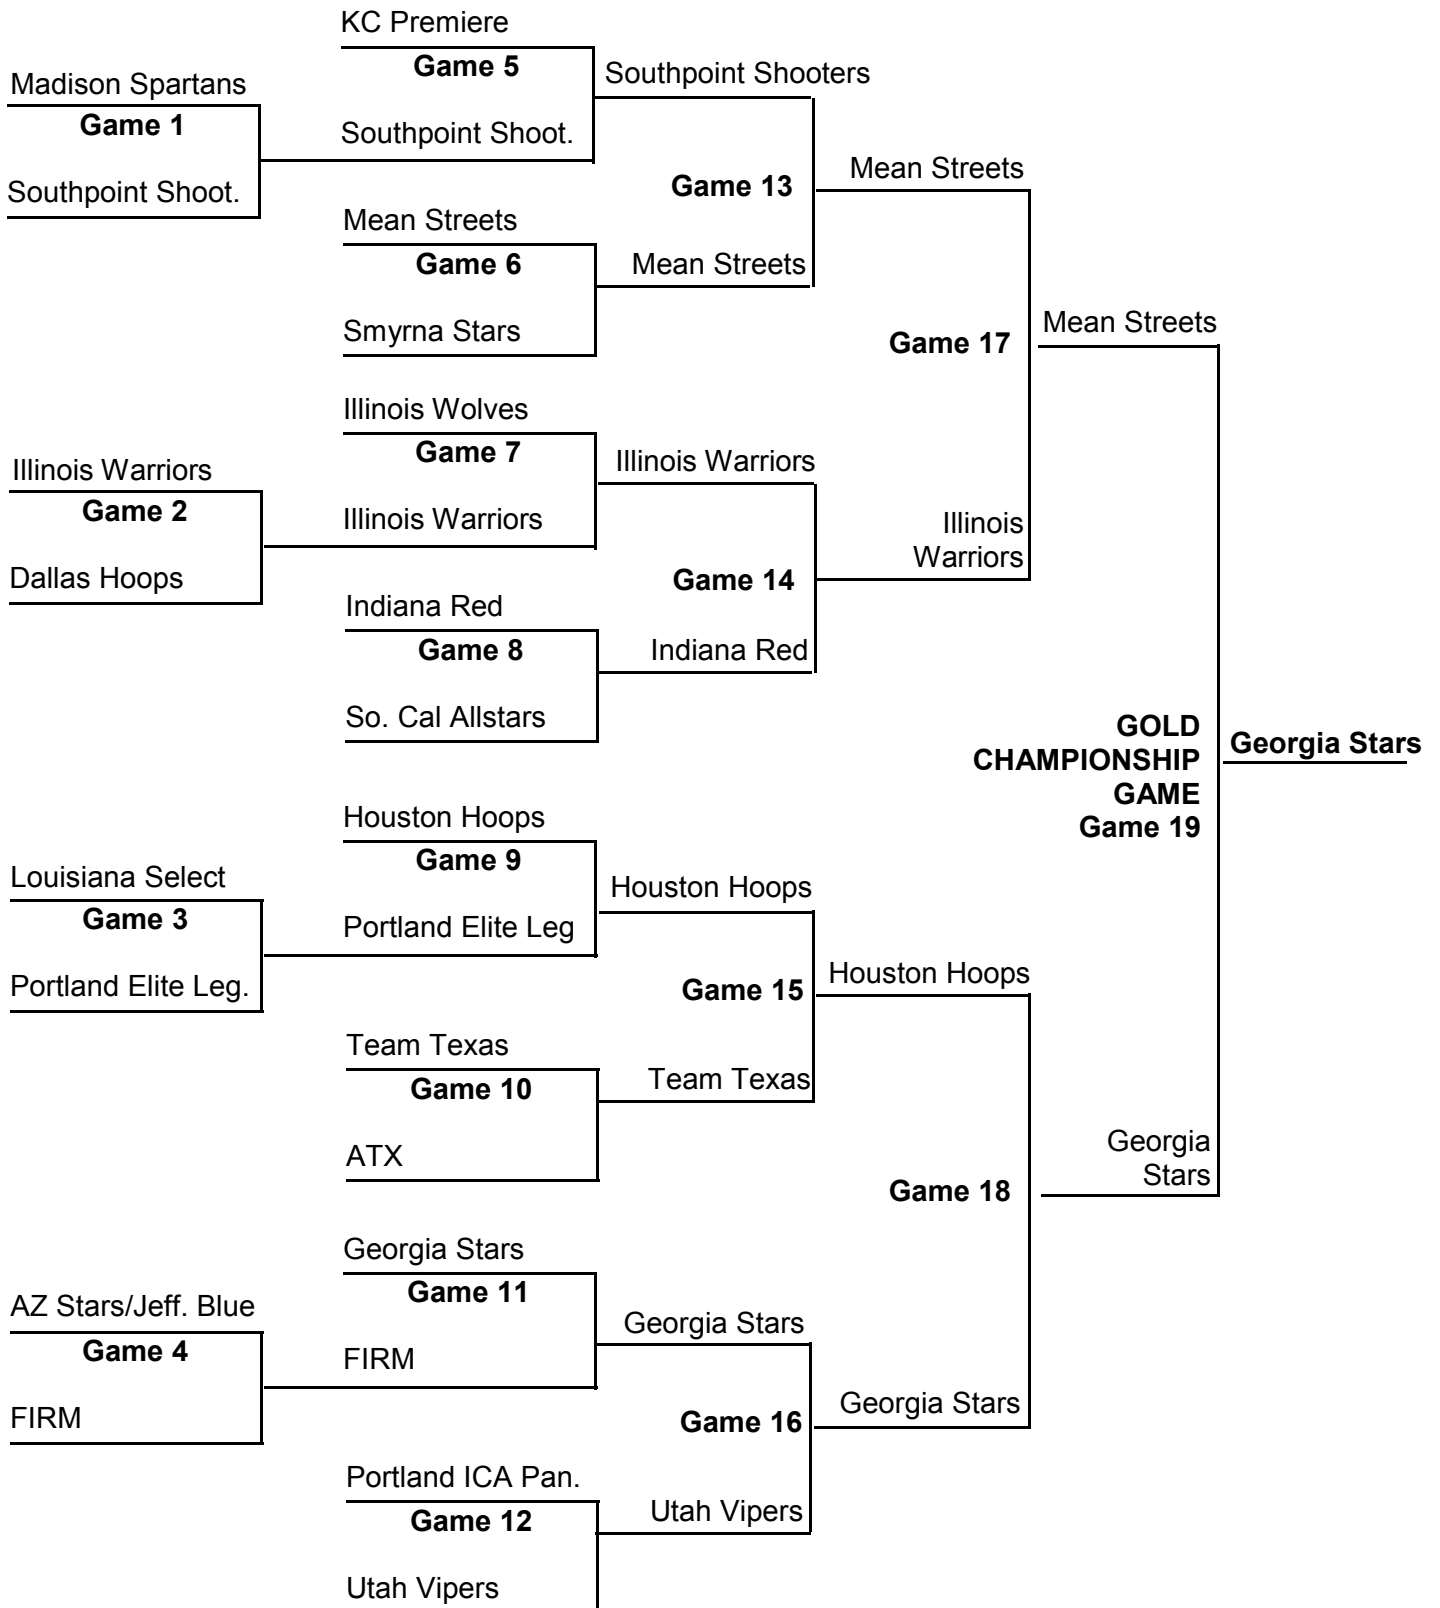 KC Premiere
Game 5
Southpoint Shooters
Madison Spartans
Game 1
Southpoint Shoot.
Southpoint Shoot.
Mean Streets
Game 13
Mean Streets
Game 6
Mean Streets
Smyrna Stars
Mean Streets
Game 17
Illinois Wolves
Game 7
Illinois Warriors
Illinois Warriors
Game 2
Illinois Warriors
Illinois
Warriors
Dallas Hoops
Game 14
Indiana Red
Game 8
Indiana Red
So. Cal Allstars
GOLD
CHAMPIONSHIP
GAME
Game 19
Georgia Stars
Houston Hoops
Game 9
Houston Hoops
Louisiana Select
Game 3
Portland Elite Leg
Portland Elite Leg.
Houston Hoops
Game 15
Team Texas
Game 10
Team Texas
ATX
Georgia
Stars
Game 18
Georgia Stars
Game 11
AZ Stars/Jeff. Blue
Game 4
Georgia Stars
FIRM
FIRM
Georgia Stars
Game 16
Portland ICA Pan.
Game 12
Utah Vipers
Utah Vipers